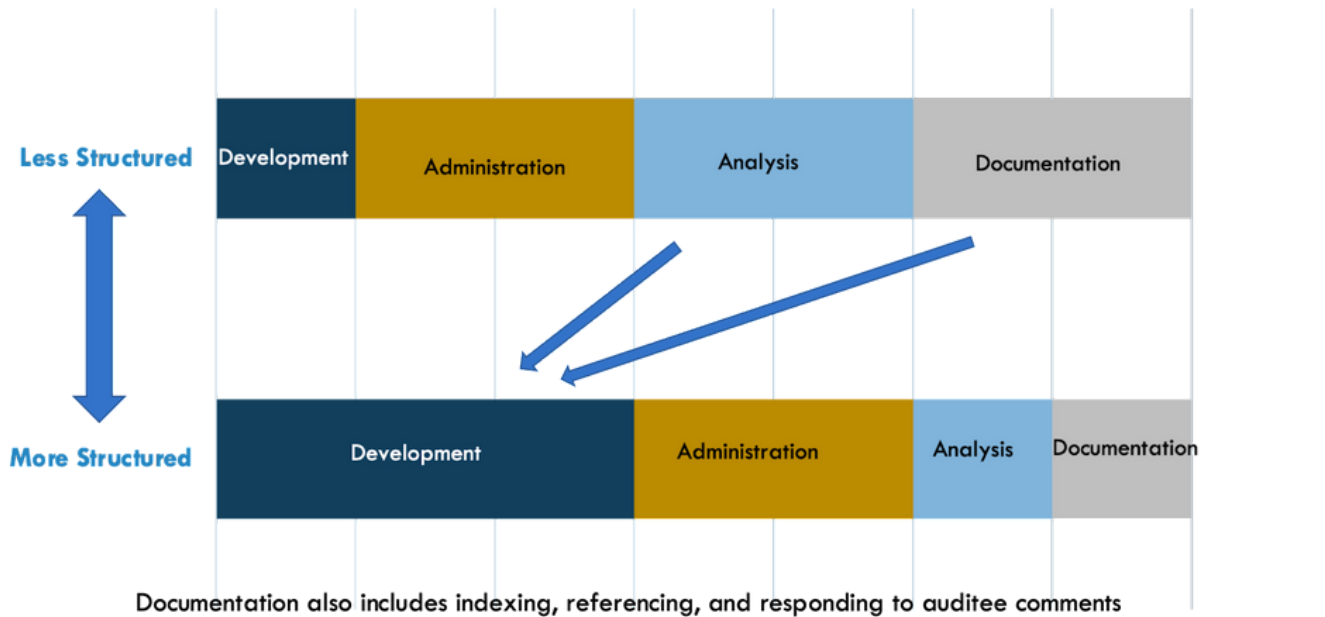 Less Structured
Development
Administration
Analysis
Documentation
More Structured
Development
Administration
Analysis
Documentation
Documentation also includes indexing, referencing, and responding to auditee comments